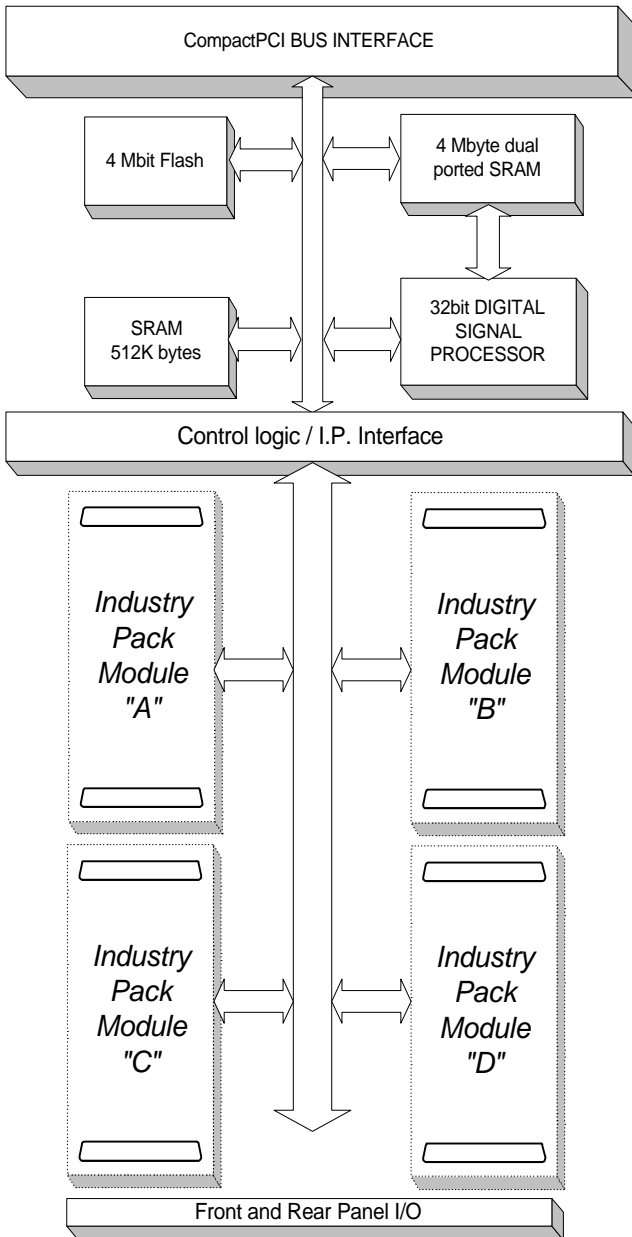 CompactPCI BUS INTERFACE
4 Mbit Flash
4 Mbyte dual
ported SRAM
SRAM
512K bytes
32bit DIGITAL
SIGNAL
PROCESSOR
Control logic / I.P. Interface
Industry
Pack
Module
"A"
Industry
Pack
Module
"B"
Industry
Pack
Module
"C"
Industry
Pack
Module
"D"
Front and Rear Panel I/O